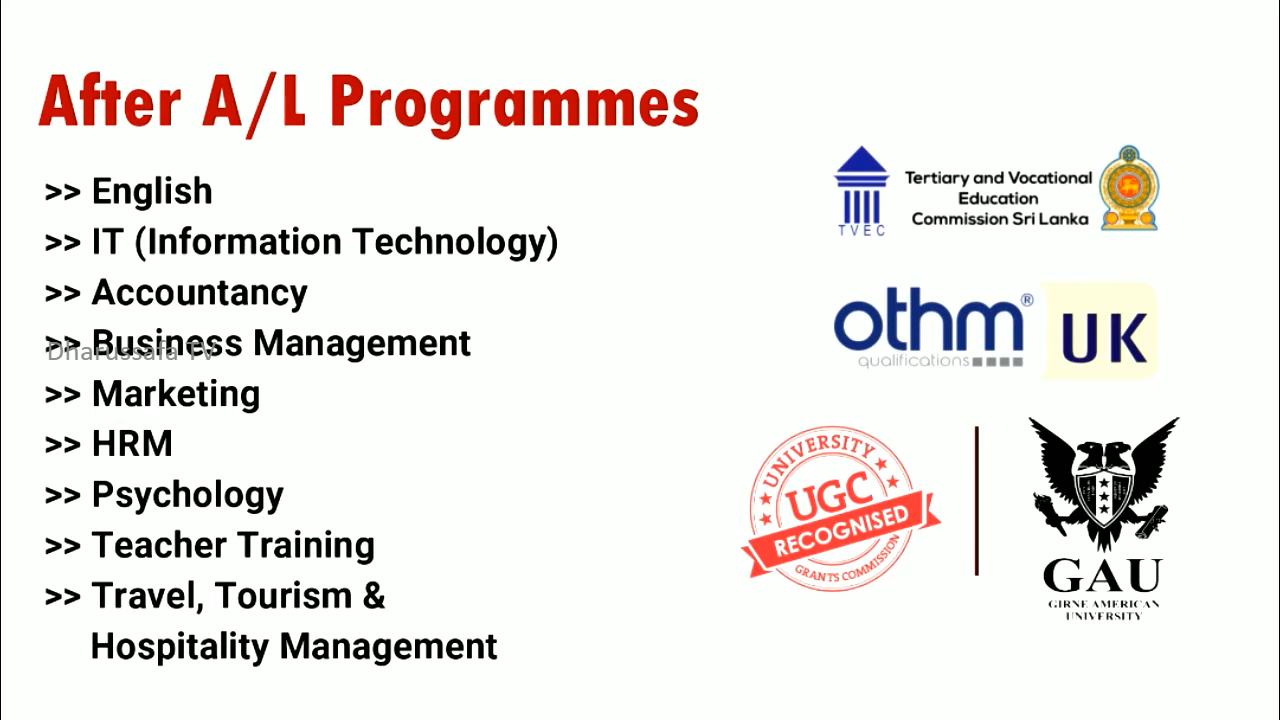 After A/L Programmes
>> English
>> IT (Information Technology)
>> Accountancy
>> Business Management
Dharussafa TV
>> Marketing
>> HRM
>> Psychology
>> Teacher Training
>> Travel, Tourism &
Hospitality Management
TVEC
Tertiary and Vocational
Education
Commission Sri Lanka
othm®
qualifications
UK
UNIVERSITY
UGC
RECOGNISED
GRANTS COMMISSION
GAU
GIRNE AMERICAN
UNIVERSITY